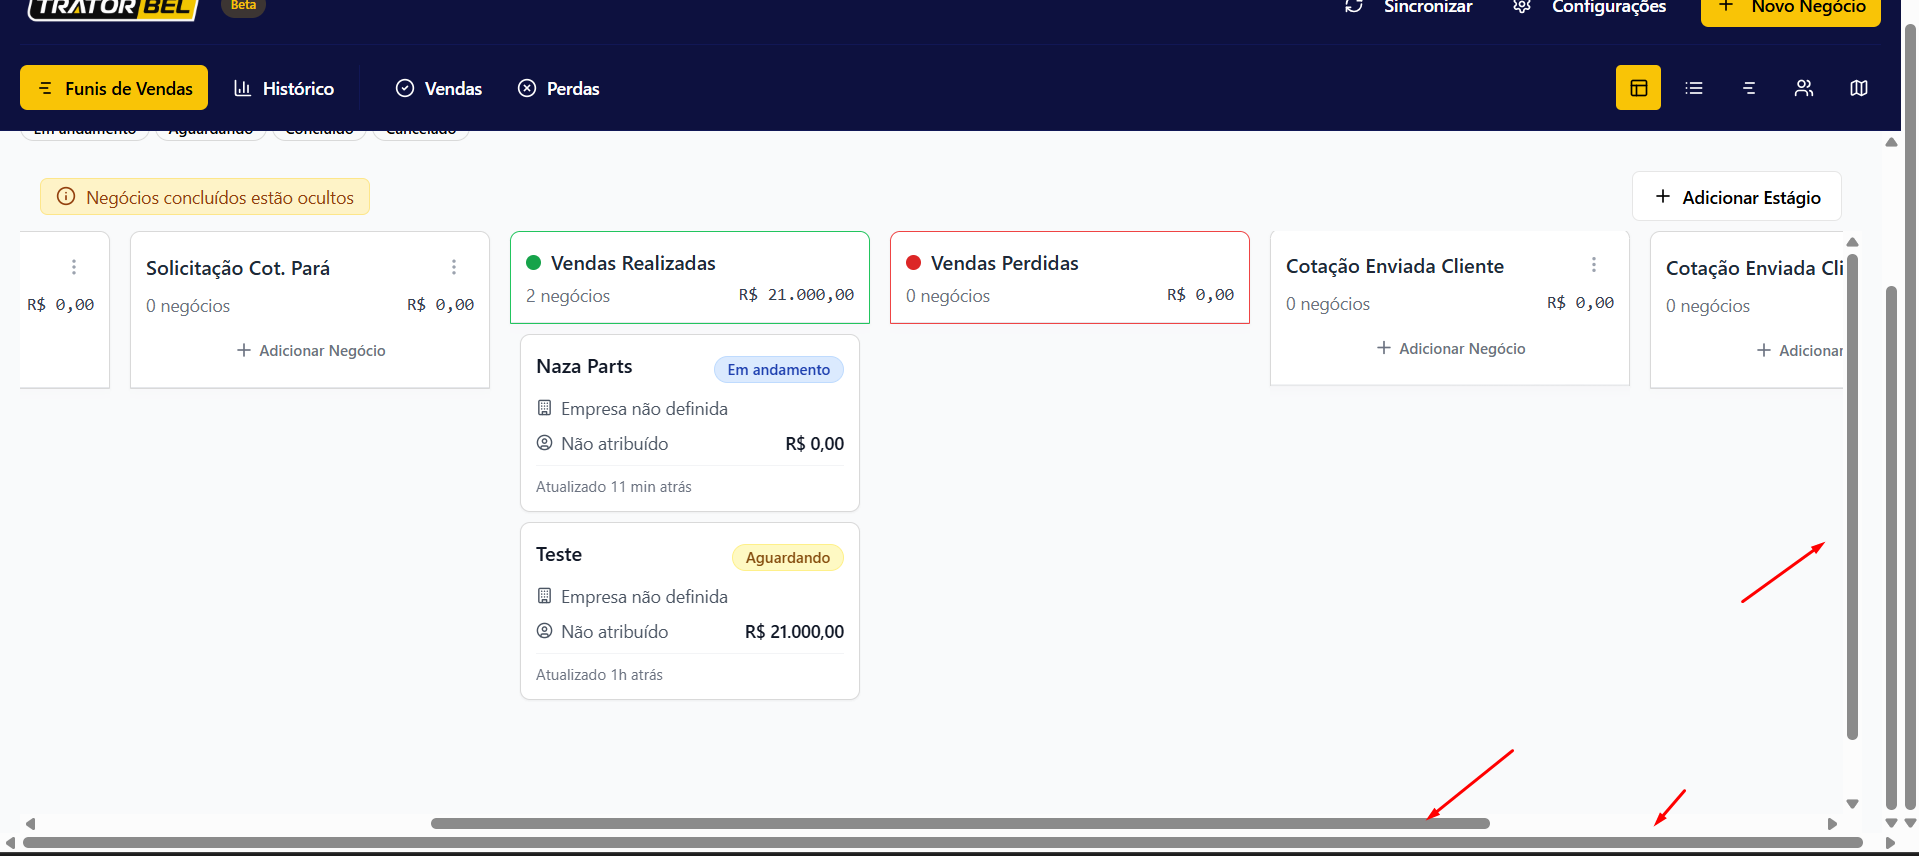 TRATORBEL
Beta
Sincronizar
Configurações
Novo Negócio
Funis de Vendas
Histórico
Vendas
Perdas
Em andamento
Aguardando
Concluído
Cancelado
Negócios concluídos estão ocultos
Adicionar Estágio
R$ 0,00
Solicitação Cot. Pará
0 negócios
R$ 0,00
Adicionar Negócio
Vendas Realizadas
2 negócios
R$ 21.000,00
Naza Parts
Em andamento
Empresa não definida
Não atribuído
R$ 0,00
Atualizado 11 min atrás
Teste
Aguardando
Empresa não definida
Não atribuído
R$ 21.000,00
Atualizado 1h atrás
Vendas Perdidas
0 negócios
R$ 0,00
Cotação Enviada Cliente
0 negócios
R$ 0,00
Adicionar Negócio
Cotação Enviada Cli
0 negócios
Adicionar